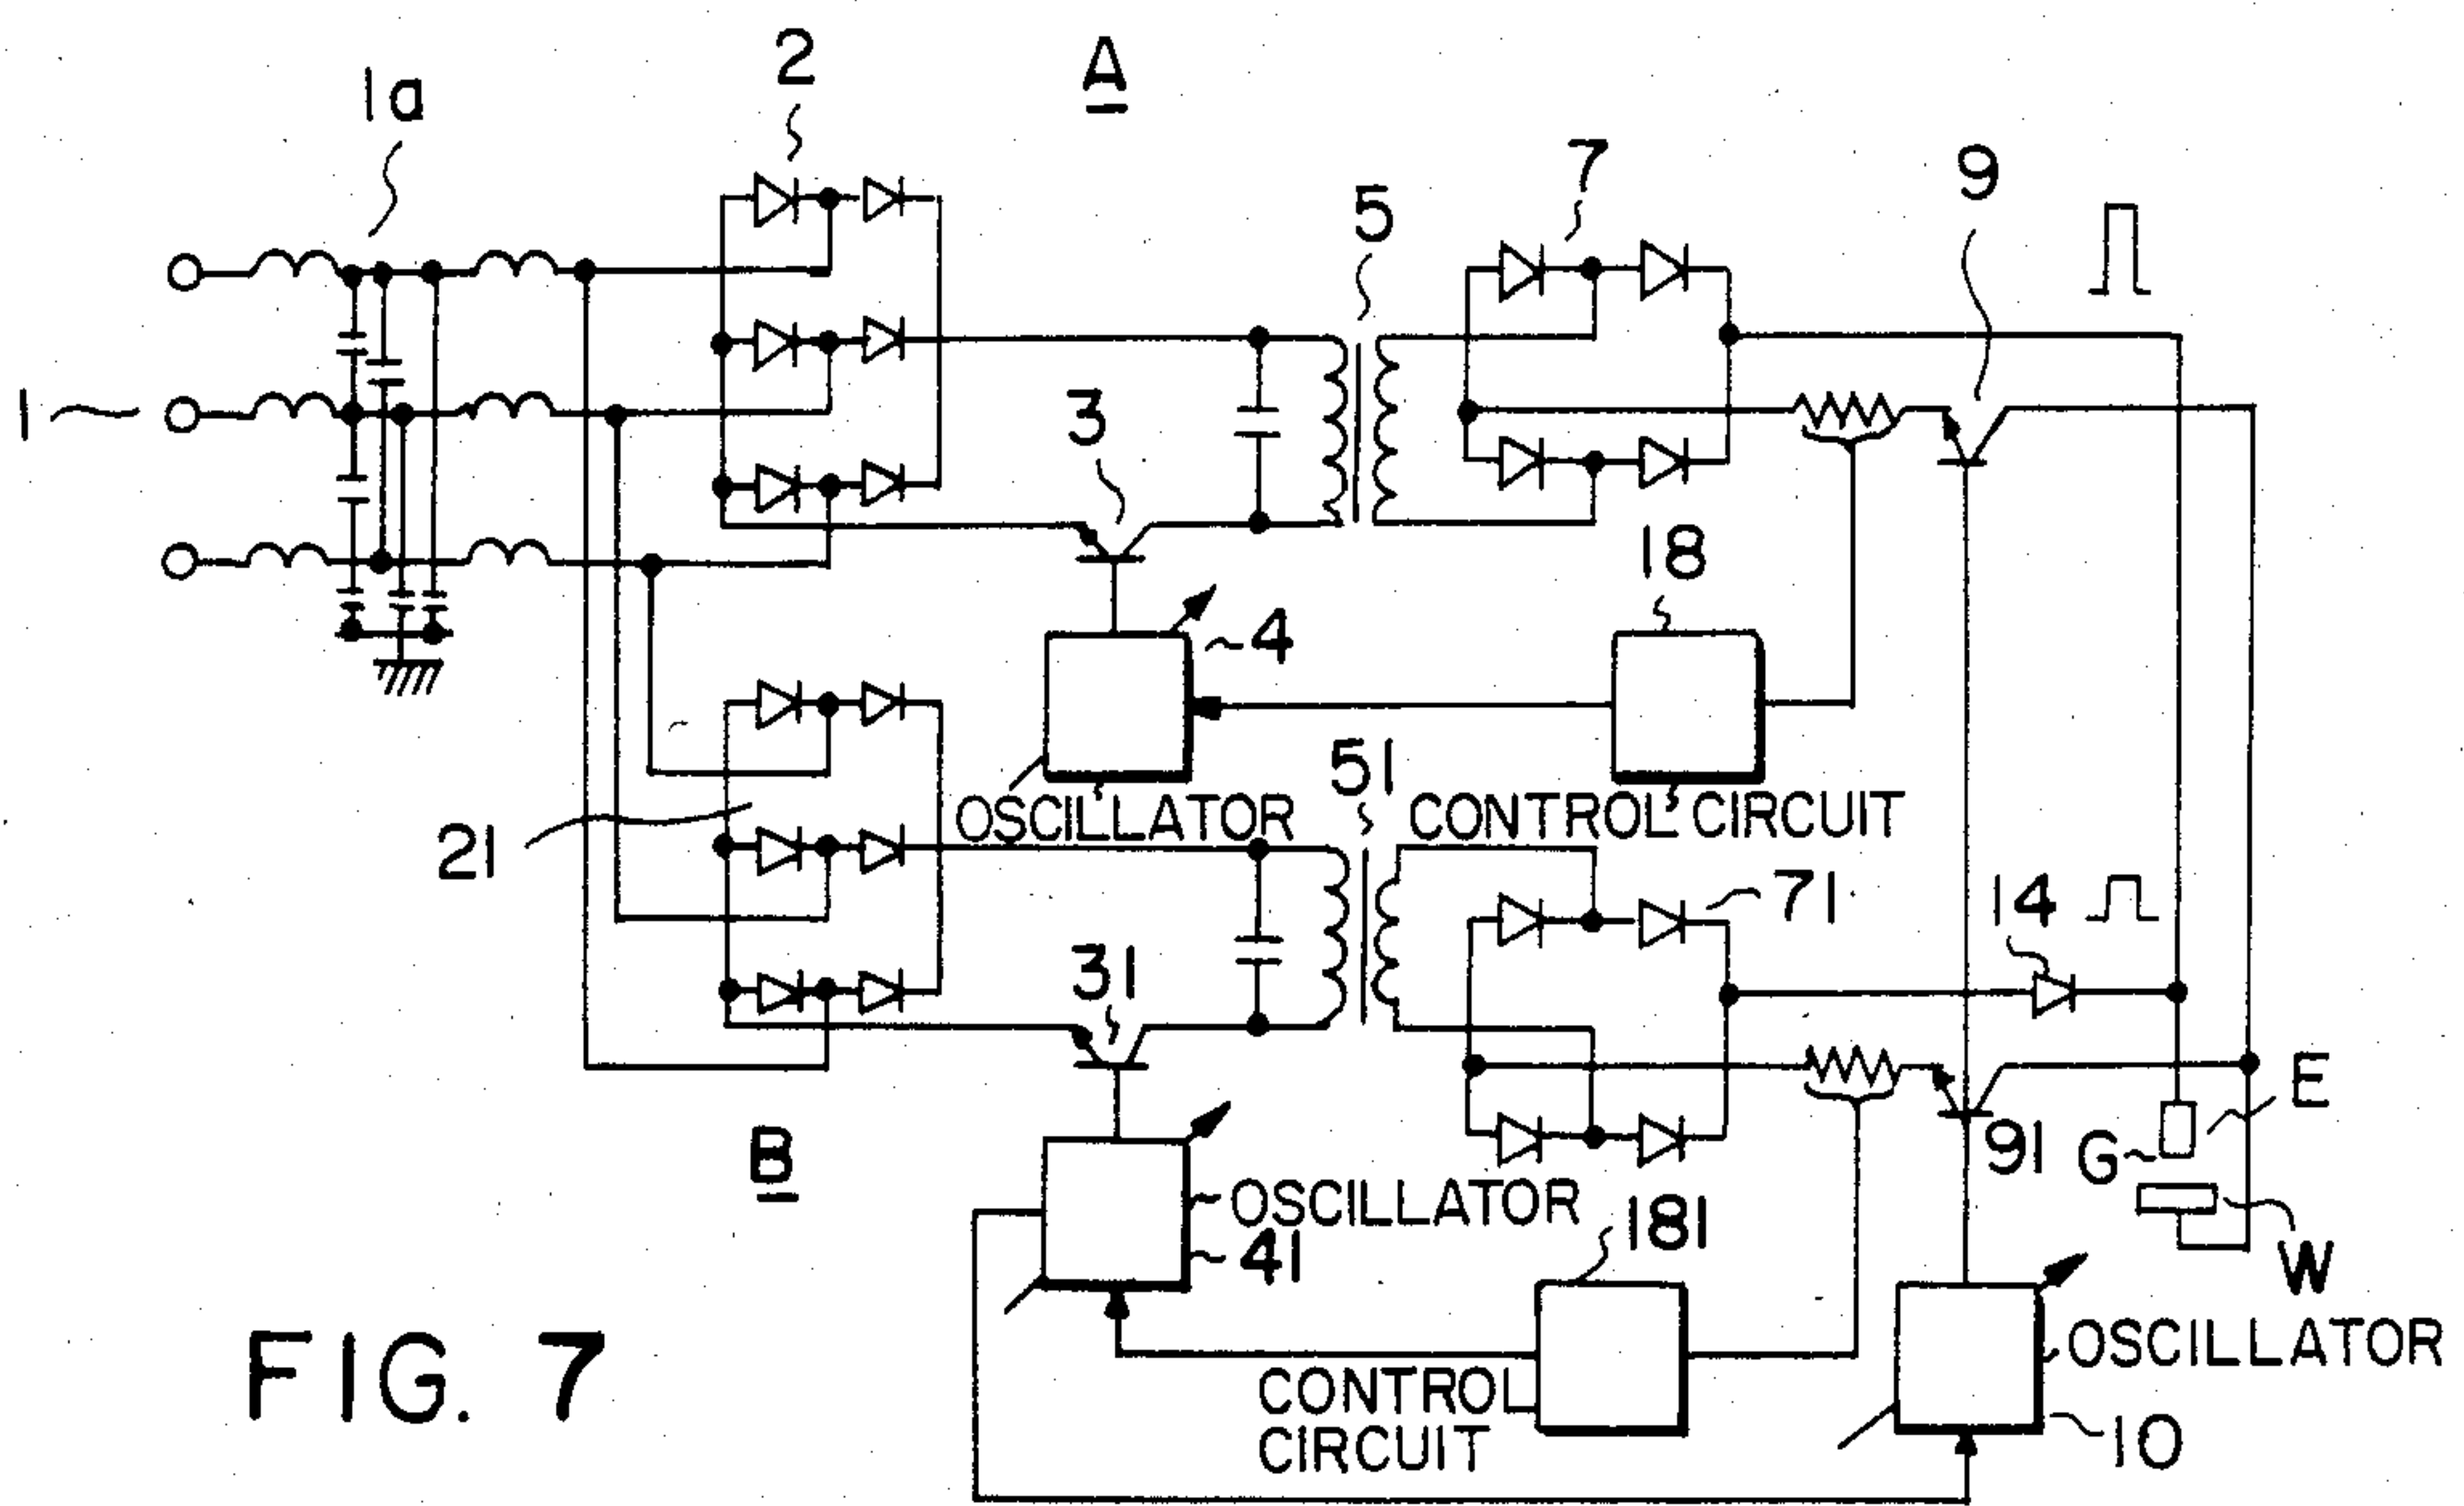 2
A
1a
7
9
5
3
1
18
4
51
OSCILLATOR
CONTROL CIRCUIT
21
71
14
31
E
B
91
G
OSCILLATOR
181
41
W
OSCILLATOR
CONTROL
CIRCUIT
10
FIG. 7